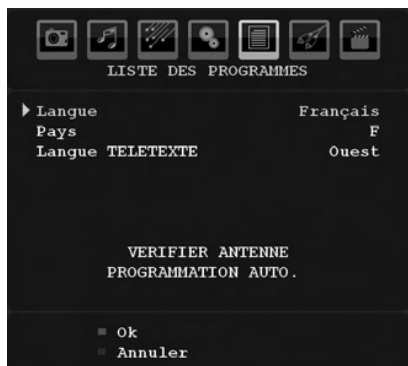 LISTE DES PROGRAMMES
Langue Français
Pays F
Langue TELETEXTE Ouest
VERIFIER ANTENNE
PROGRAMMATION AUTO.
Ok
Annuler